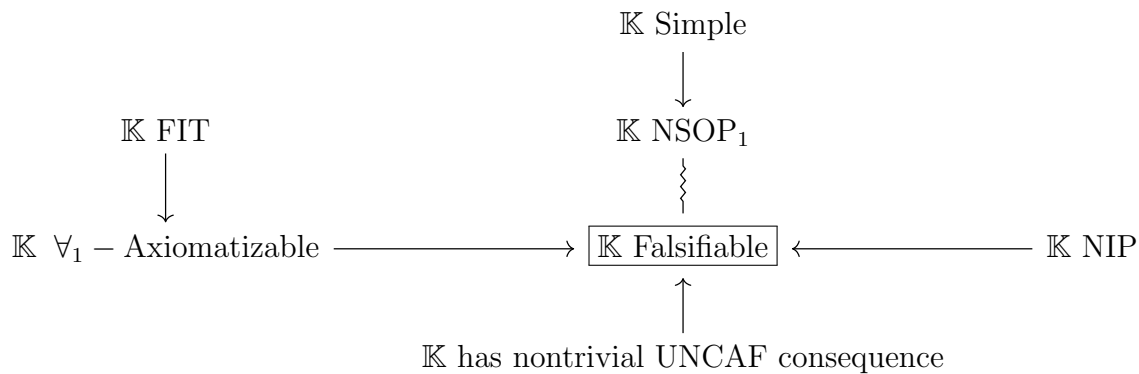 𝕂 Simple
𝕂 FIT
𝕂 NSOP₁
𝕂 ∀₁ − Axiomatizable
𝕂 Falsifiable
𝕂 NIP
𝕂 has nontrivial UNCAF consequence